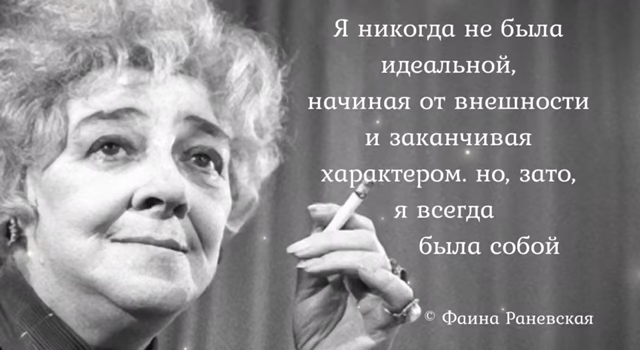 Я никогда не была
идеальной,
начиная от внешности
и заканчивая
характером. но, зато,
я всегда
была собой
© Фаина Раневская